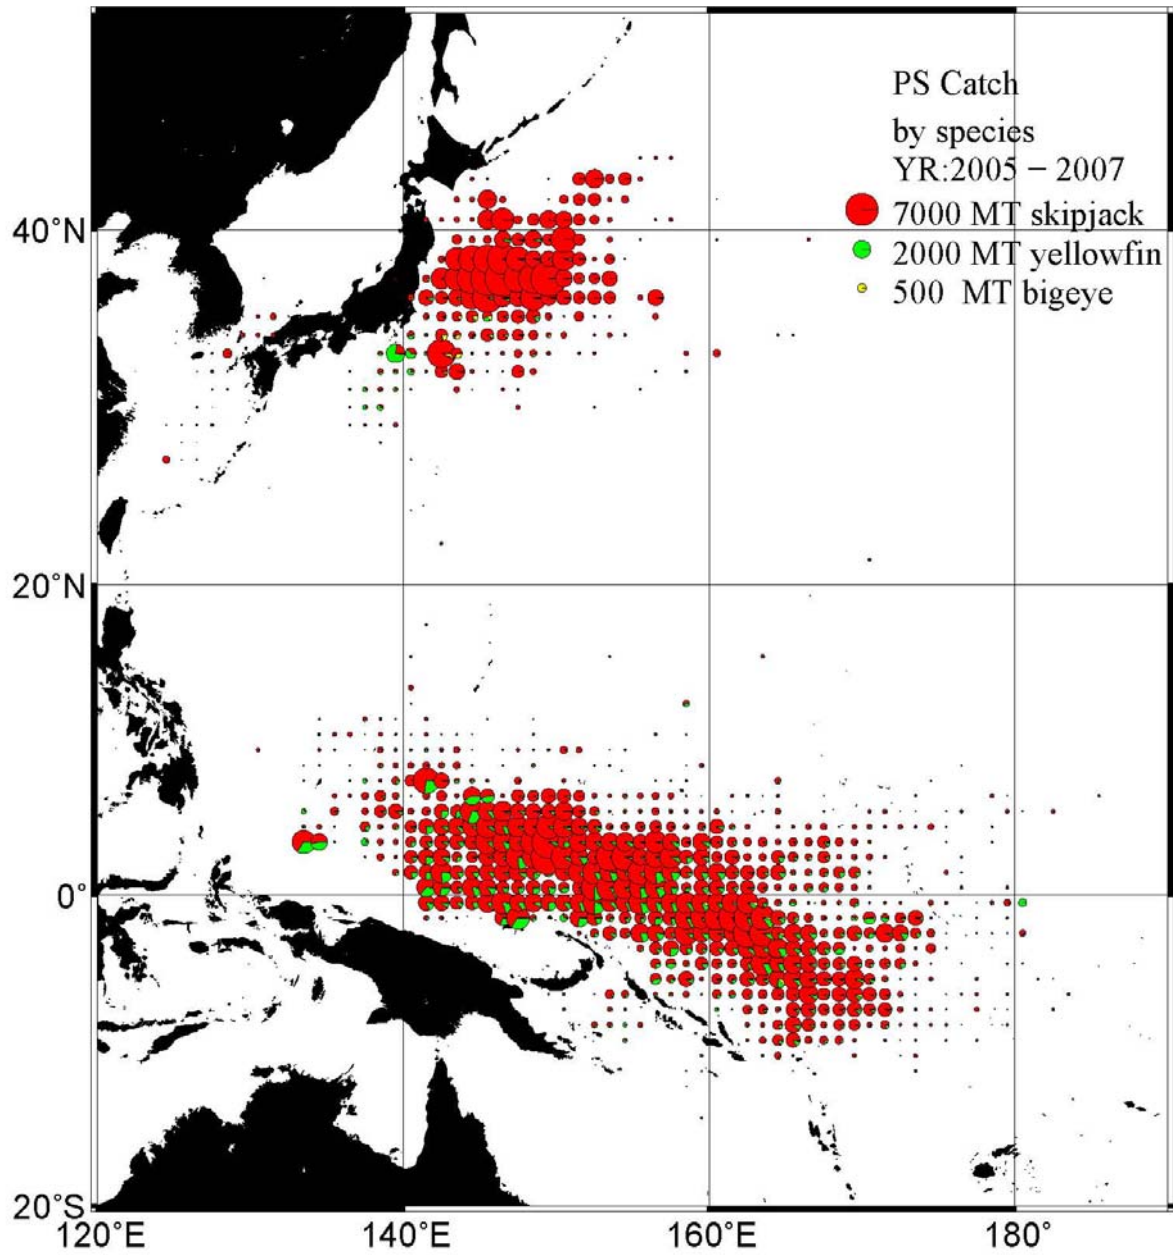 PS Catch
by species
YR:2005 – 2007
7000 MT skipjack
40°N
2000 MT yellowfin
500 MT bigeye
20°N
0°
20°S
120°E
140°E
160°E
180°